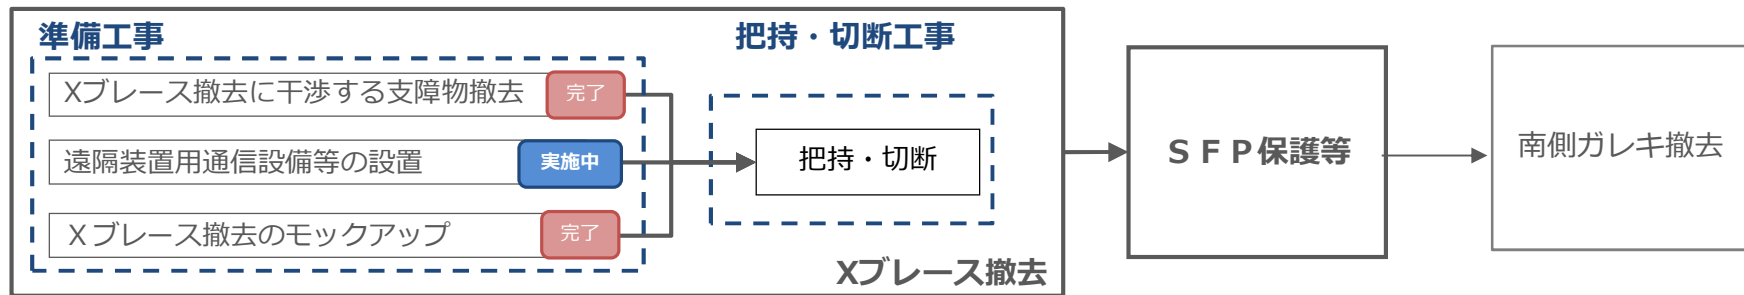 準備工事
Xブレース撤去に干渉する支障物撤去
完了
遠隔装置用通信設備等の設置
実施中
Ｘブレース撤去のモックアップ
完了
把持・切断工事
把持・切断
Xブレース撤去
ＳＦＰ保護等
南側ガレキ撤去